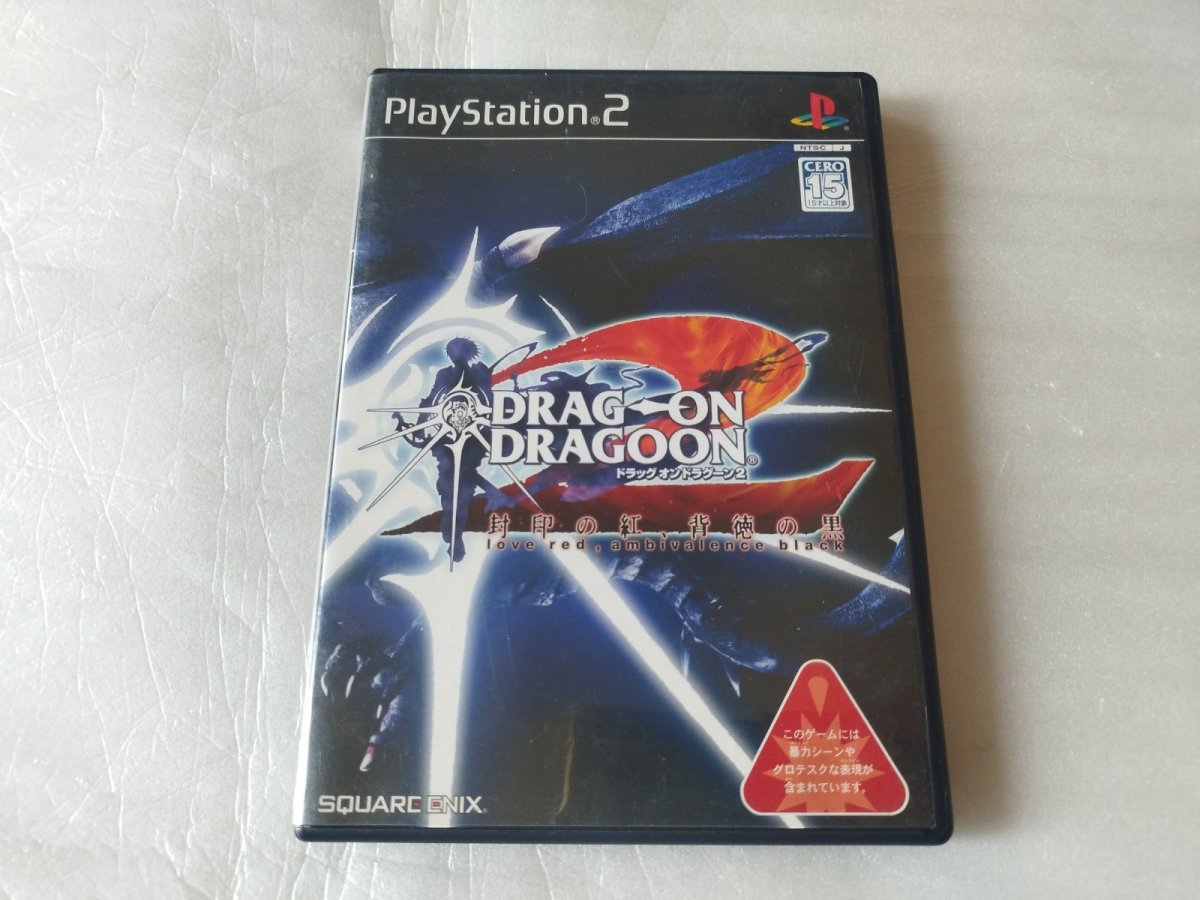 PlayStation®2
NTSC J
CERO
15
15才以上対象
DRAG-ON
DRAGOON®
ドラッグ オン ドラグーン2
封印の紅、背徳の黒
love red, ambivalence black
このゲームには
暴力シーンや
グロテスクな表現が
含まれています。
SQUARE ENIX®